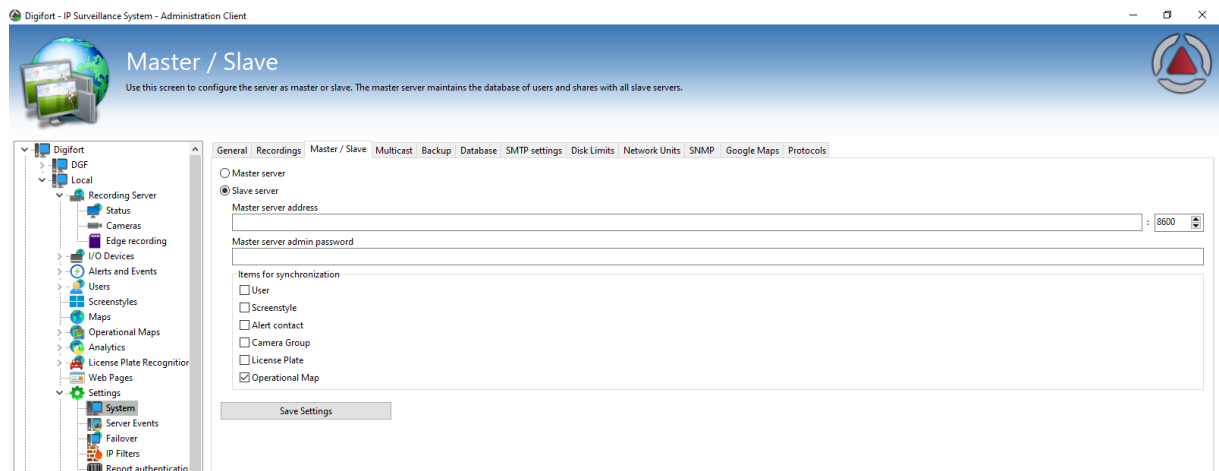 Digifort - IP Surveillance System - Administration Client
Master / Slave
Use this screen to configure the server as master or slave. The master server maintains the database of users and shares with all slave servers.
Digifort
DGF
Local
Recording Server
Status
Cameras
Edge recording
I/O Devices
Alerts and Events
Users
Screenstyles
Maps
Operational Maps
Analytics
License Plate Recognition
Web Pages
Settings
System
Server Events
Failover
IP Filters
Report authenticatio
General Recordings Master / Slave Multicast Backup Database SMTP settings Disk Limits Network Units SNMP Google Maps Protocols
Master server
Slave server
Master server address
: 8600
Master server admin password
Items for synchronization
User
Screenstyle
Alert contact
Camera Group
License Plate
Operational Map
Save Settings